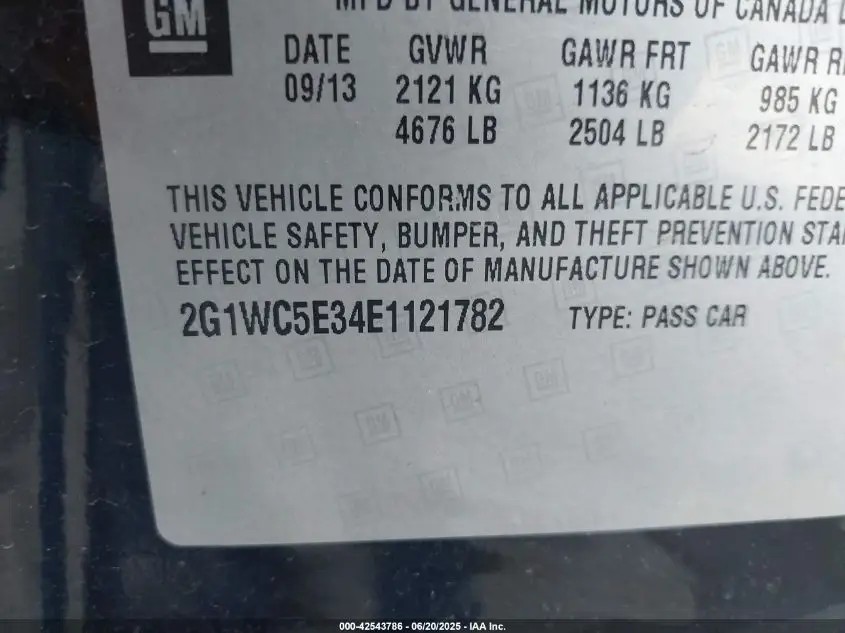 MFD BY GENERAL MOTORS OF CANADA
GM
DATE GVWR GAWR FRT GAWR
09/13 2121 KG 1136 KG 985 KG
4676 LB 2504 LB 2172 LB
THIS VEHICLE CONFORMS TO ALL APPLICABLE U.S. FEDE
VEHICLE SAFETY, BUMPER, AND THEFT PREVENTION STA
EFFECT ON THE DATE OF MANUFACTURE SHOWN ABOVE.
2G1WC5E34E1121782 TYPE: PASS CAR
000-42543786 - 06/20/2025 - IAA Inc.